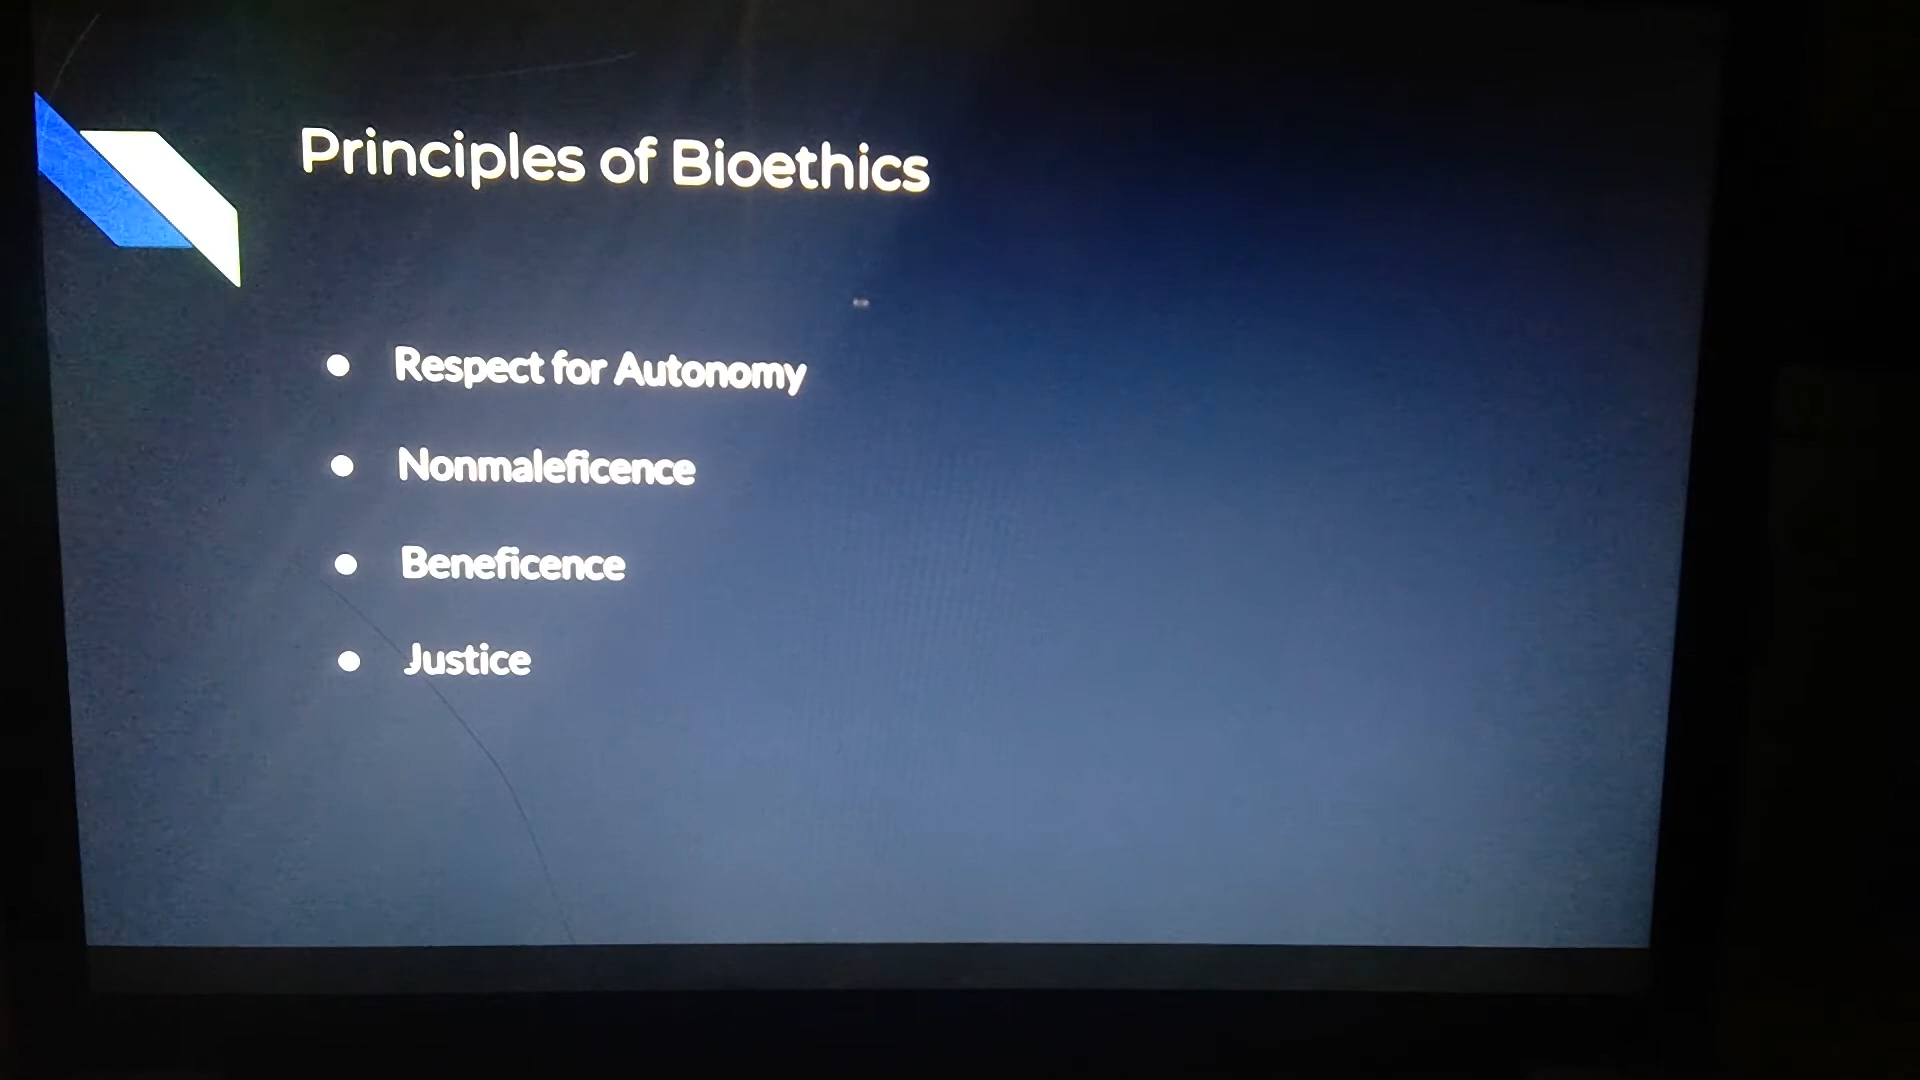 Principles of Bioethics
● Respect for Autonomy
● Nonmaleficence
● Beneficence
● Justice